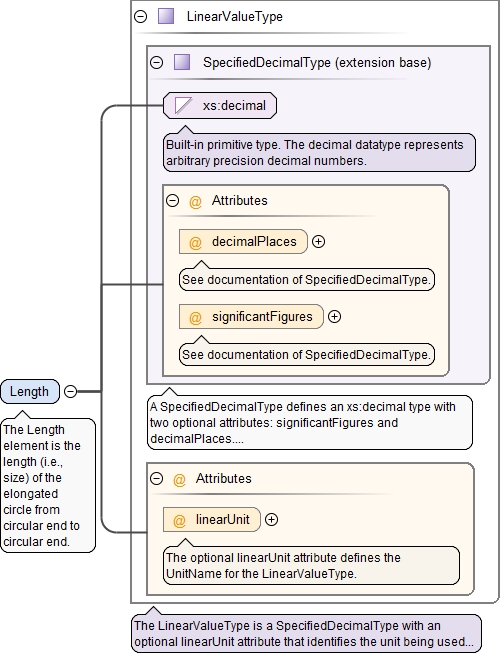 LinearValueType
SpecifiedDecimalType (extension base)
xs:decimal
Built-in primitive type. The decimal datatype represents
arbitrary precision decimal numbers.
@ Attributes
@ decimalPlaces
See documentation of SpecifiedDecimalType.
@ significantFigures
See documentation of SpecifiedDecimalType.
A SpecifiedDecimalType defines an xs:decimal type with
two optional attributes: significantFigures and
decimalPlaces....
Length
The Length
element is the
length (i.e.,
size) of the
elongated
circle from
circular end to
circular end.
@ Attributes
@ linearUnit
The optional linearUnit attribute defines the
UnitName for the LinearValueType.
The LinearValueType is a SpecifiedDecimalType with an
optional linearUnit attribute that identifies the unit being used...